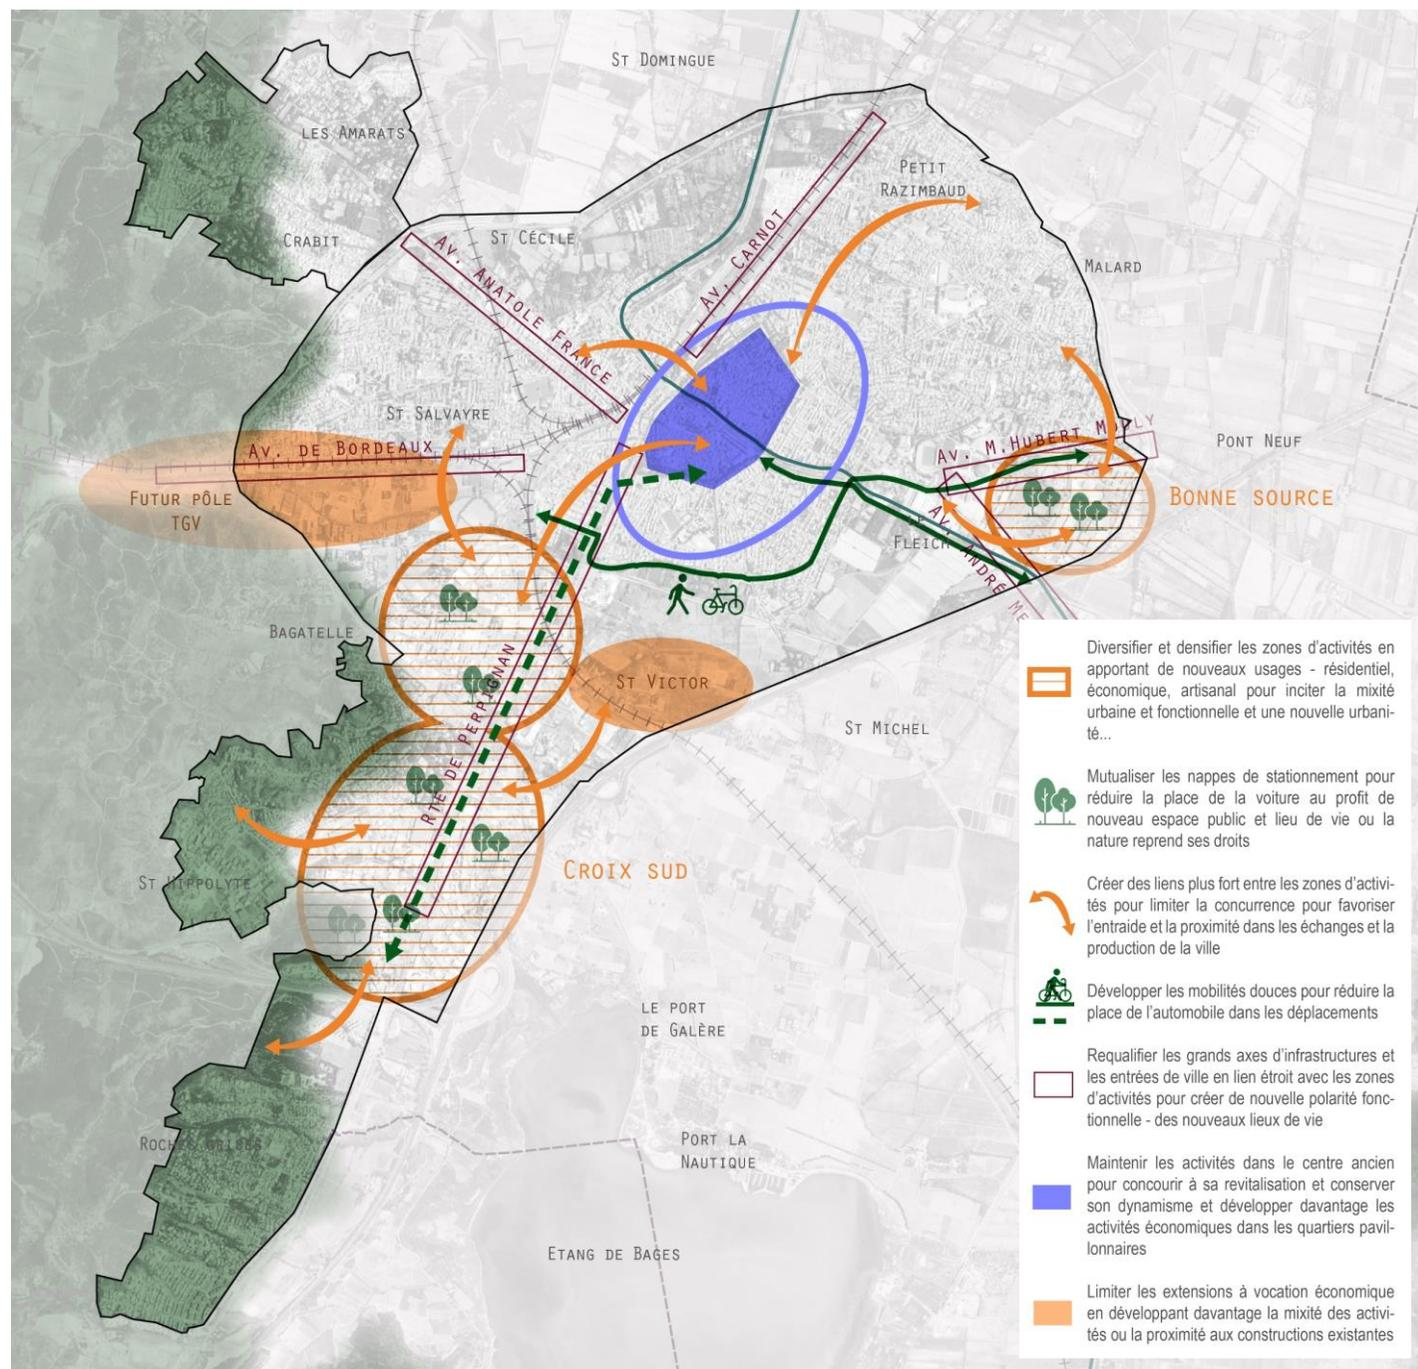 St Domingue
Les Amarats
Petit
Razimbaud
Crabit
St Cécile
Av. Carnot
Malard
Av. Anatole France
St Salvayre
Av. de Bordeaux
Av. M.Hubert Mouly
Pont Neuf
Futur pôle
TGV
Bonne source
Fleich
Av. André Me
Bagatelle
St Victor
Rte de Perpignan
St Michel
St Hippolyte
Croix sud
Le port
de Galère
Roches grises
Port la
Nautique
Etang de Bages
Diversifier et densifier les zones d'activités en
apportant de nouveaux usages - résidentiel,
économique, artisanal pour inciter la mixité
urbaine et fonctionnelle et une nouvelle urbani-
té...
Mutualiser les nappes de stationnement pour
réduire la place de la voiture au profit de
nouveau espace public et lieu de vie ou la
nature reprend ses droits
Créer des liens plus fort entre les zones d'activi-
tés pour limiter la concurrence pour favoriser
l'entraide et la proximité dans les échanges et la
production de la ville
Développer les mobilités douces pour réduire la
place de l'automobile dans les déplacements
Requalifier les grands axes d'infrastructures et
les entrées de ville en lien étroit avec les zones
d'activités pour créer de nouvelle polarité fonc-
tionnelle - des nouveaux lieux de vie
Maintenir les activités dans le centre ancien
pour concourir à sa revitalisation et conserver
son dynamisme et développer davantage les
activités économiques dans les quartiers pavil-
lonnaires
Limiter les extensions à vocation économique
en développant davantage la mixité des activi-
tés ou la proximité aux constructions existantes